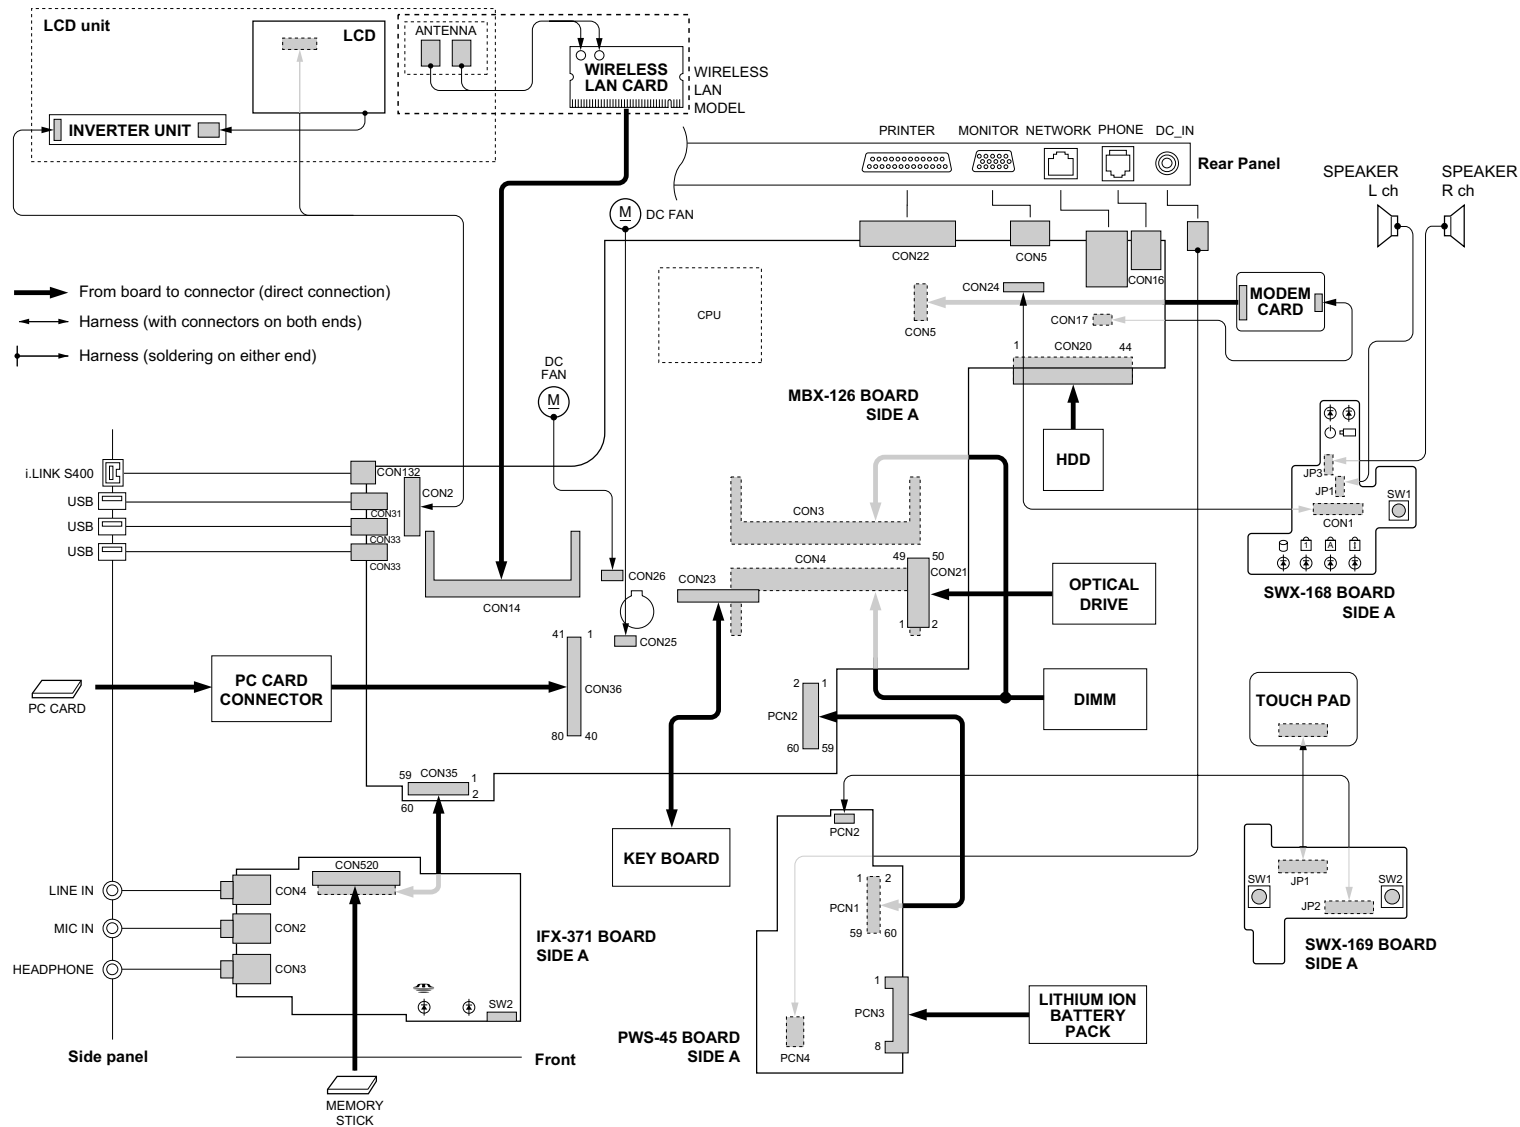 LCD unit
LCD
INVERTER UNIT
ANTENNA
WIRELESS
LAN CARD
WIRELESS
LAN
MODEL
PRINTER
MONITOR
NETWORK
PHONE
DC_IN
Rear Panel
SPEAKER
L ch
SPEAKER
R ch
M
DC FAN
CON22
CON5
CON16
From board to connector (direct connection)
Harness (with connectors on both ends)
Harness (soldering on either end)
CPU
CON24
CON5
CON17
MODEM
CARD
1
CON20
44
DC
FAN
M
MBX-126 BOARD
SIDE A
HDD
i.LINK S400
USB
USB
USB
CON132
CON2
CON31
CON33
CON33
CON14
CON26
CON25
CON3
CON4
CON23
49
50
CON21
1
2
OPTICAL
DRIVE
JP3
JP1
CON1
SW1
1
A
1
SWX-168 BOARD
SIDE A
PC CARD
PC CARD
CONNECTOR
41
1
CON36
80
40
2
1
PCN2
60
59
DIMM
TOUCH PAD
59
CON35
1
2
60
KEY BOARD
PCN2
CON520
LINE IN
MIC IN
HEADPHONE
CON4
CON2
CON3
SW2
IFX-371 BOARD
SIDE A
1
2
PCN1
59
60
1
PCN3
8
PCN4
PWS-45 BOARD
SIDE A
LITHIUM ION
BATTERY
PACK
SW1
JP1
JP2
SW2
SWX-169 BOARD
SIDE A
Side panel
Front
MEMORY
STICK